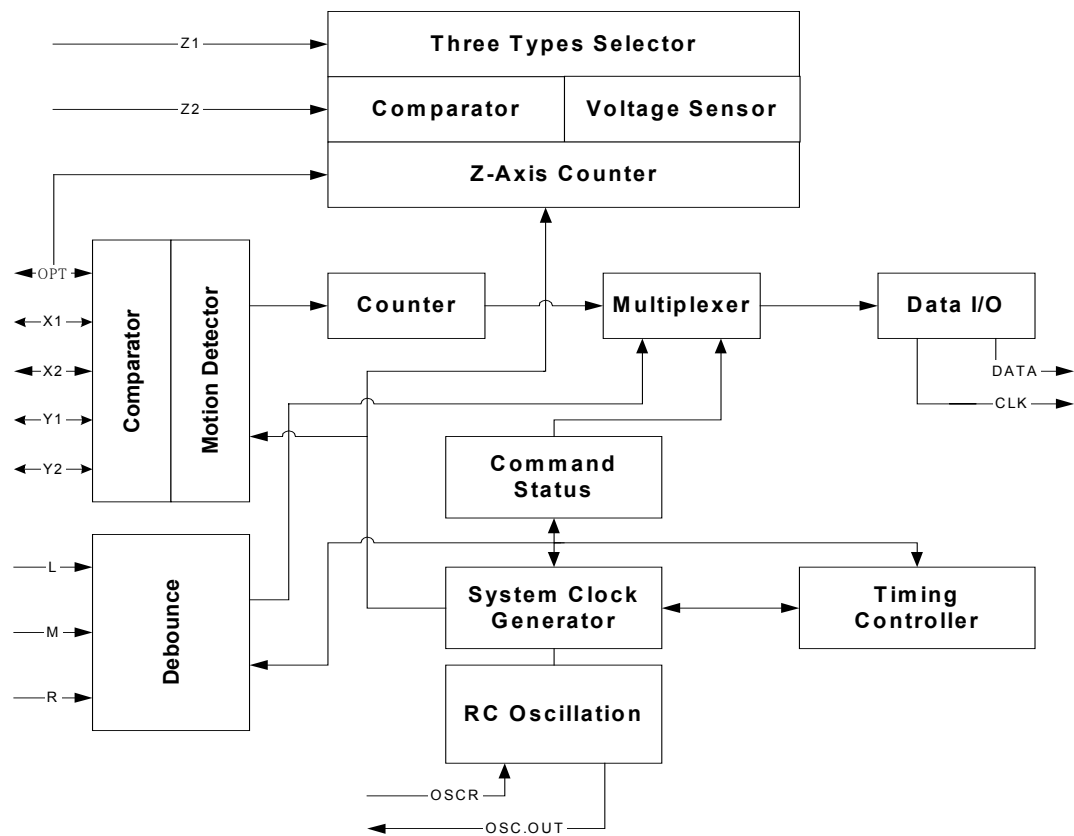 Z1
Three Types Selector
Z2
Comparator
Voltage Sensor
Z-Axis Counter
OPT
X1
X2
Y1
Y2
Comparator
Motion Detector
Counter
Multiplexer
Data I/O
DATA
CLK
Command
Status
L
M
R
Debounce
System Clock
Generator
Timing
Controller
RC Oscillation
OSCR
OSC.OUT